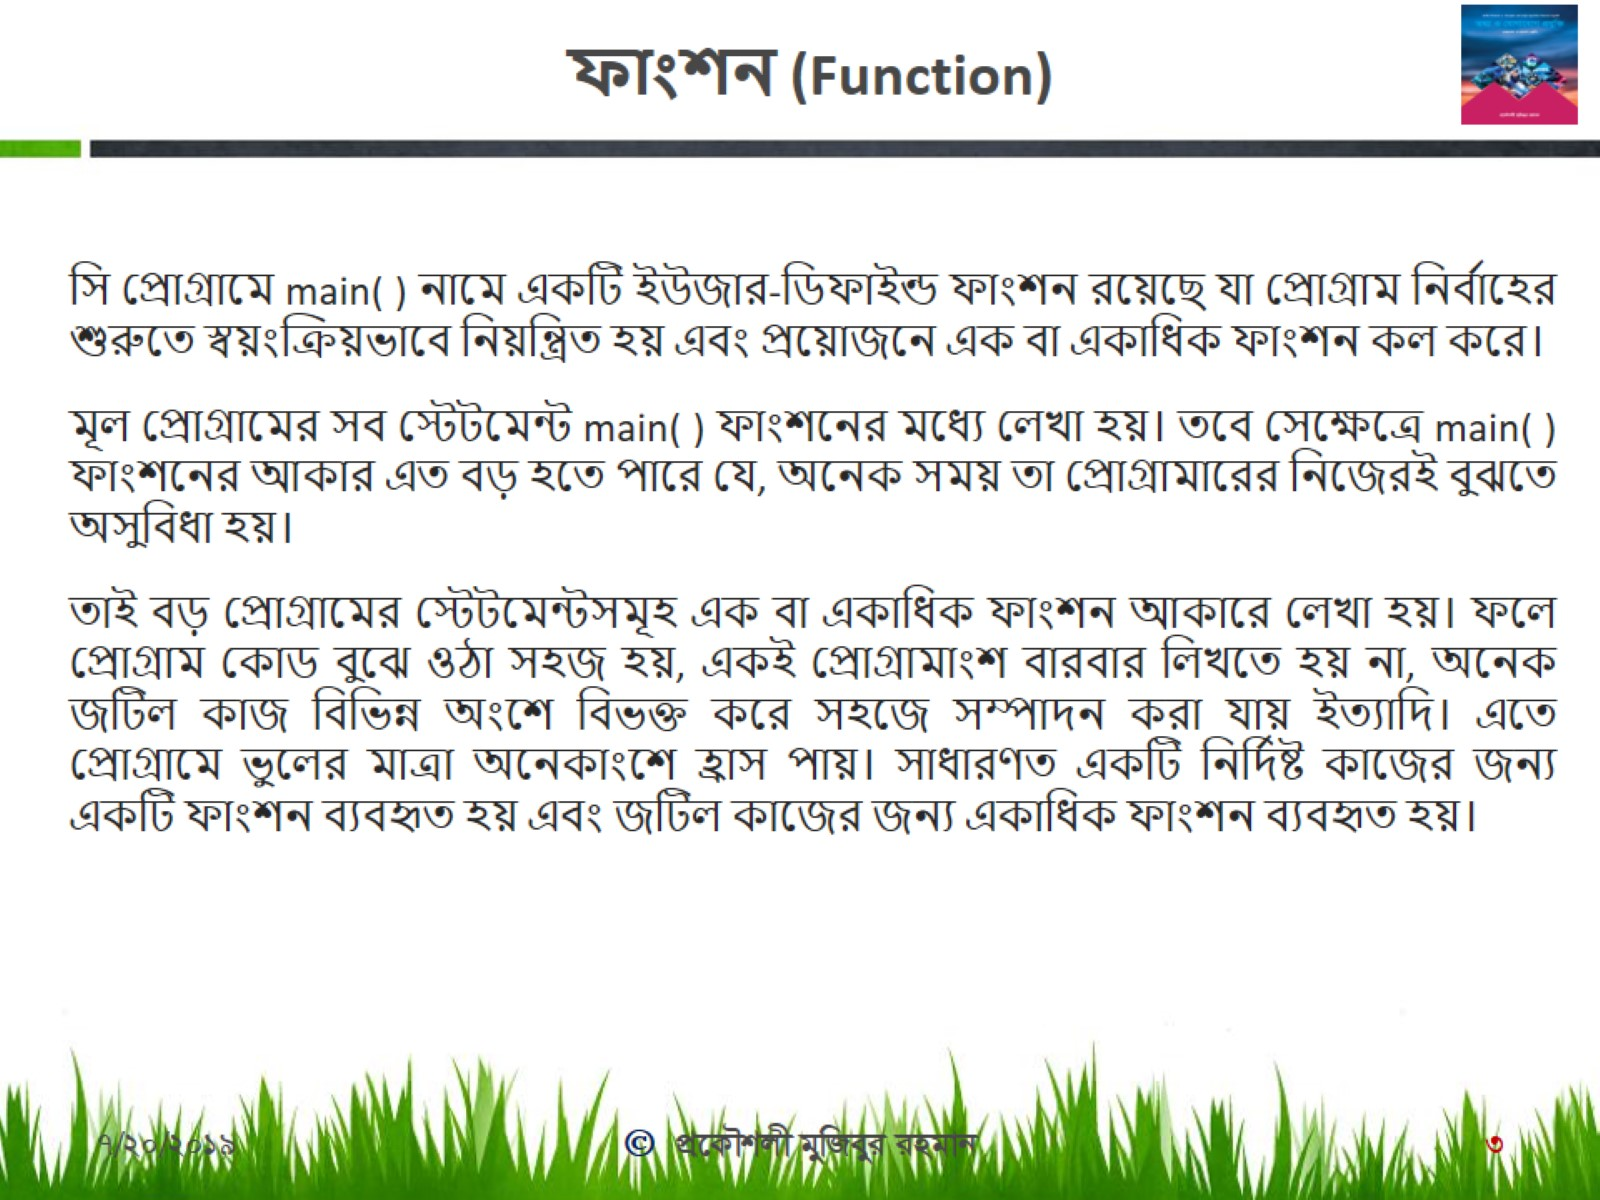 ফাংশন (Function)
সি প্রোগ্রামে main( ) নামে একটি ইউজার-ডিফাইন্ড ফাংশন রয়েছে যা প্রোগ্রাম নির্বাহের
শুরুতে স্বয়ংক্রিয়ভাবে নিয়ন্ত্রিত হয় এবং প্রয়োজনে এক বা একাধিক ফাংশন কল করে।
মূল প্রোগ্রামের সব স্টেটমেন্ট main( ) ফাংশনের মধ্যে লেখা হয়। তবে সেক্ষেত্রে main( )
ফাংশনের আকার এত বড় হতে পারে যে, অনেক সময় তা প্রোগ্রামারের নিজেরই বুঝতে
অসুবিধা হয়।
তাই বড় প্রোগ্রামের স্টেটমেন্টসমূহ এক বা একাধিক ফাংশন আকারে লেখা হয়। ফলে
প্রোগ্রাম কোড বুঝে ওঠা সহজ হয়, একই প্রোগ্রামাংশ বারবার লিখতে হয় না, অনেক
জটিল কাজ বিভিন্ন অংশে বিভক্ত করে সহজে সম্পাদন করা যায় ইত্যাদি। এতে
প্রোগ্রামে ভুলের মাত্রা অনেকাংশে হ্রাস পায়। সাধারণত একটি নির্দিষ্ট কাজের জন্য
একটি ফাংশন ব্যবহৃত হয় এবং জটিল কাজের জন্য একাধিক ফাংশন ব্যবহৃত হয়।
৭/২০/২০১৯
© প্রকৌশলী মুজিবুর রহমান
৩